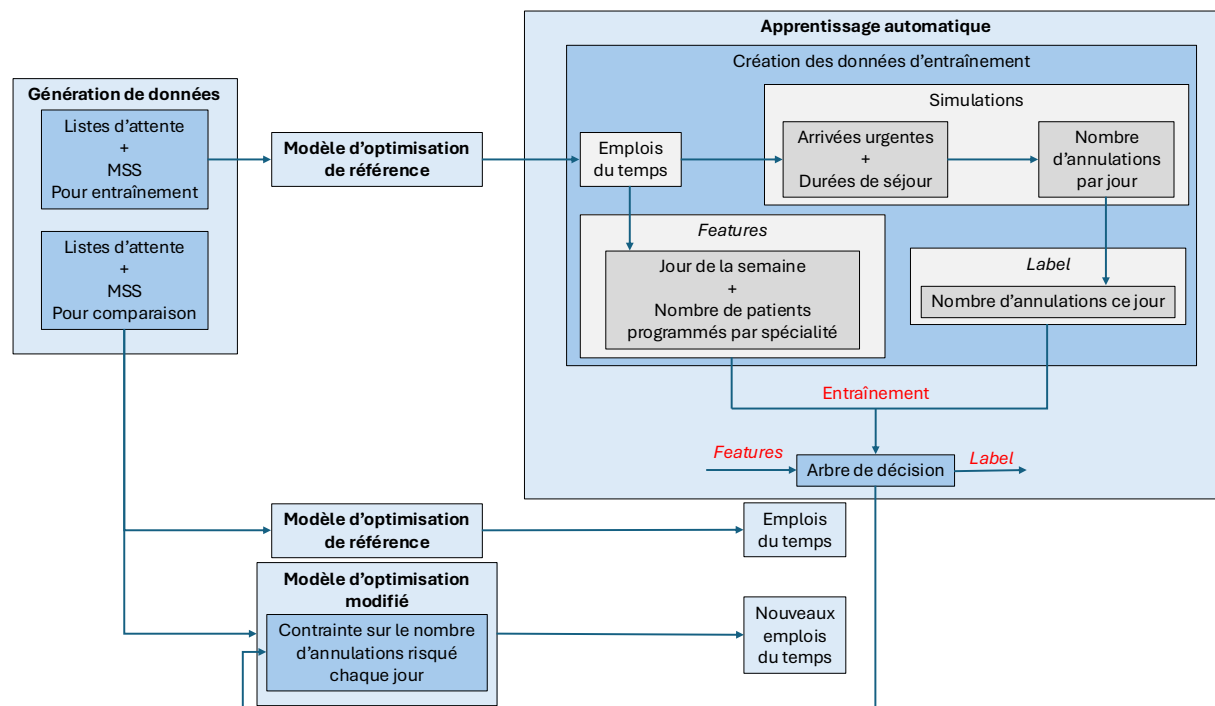 Apprentissage automatique
Création des données d’entraînement
Génération de données
Listes d’attente
+
MSS
Pour entraînement
Modèle d’optimisation
de référence
Emplois
du temps
Simulations
Arrivées urgentes
+
Durées de séjour
Nombre
d’annulations
par jour
Features
Jour de la semaine
+
Nombre de patients
programmés par spécialité
Label
Nombre d’annulations ce jour
Listes d’attente
+
MSS
Pour comparaison
Entraînement
Features
Arbre de décision
Label
Modèle d’optimisation
de référence
Emplois
du temps
Modèle d’optimisation
modifié
Contrainte sur le nombre
d’annulations risqué
chaque jour
Nouveaux
emplois
du temps